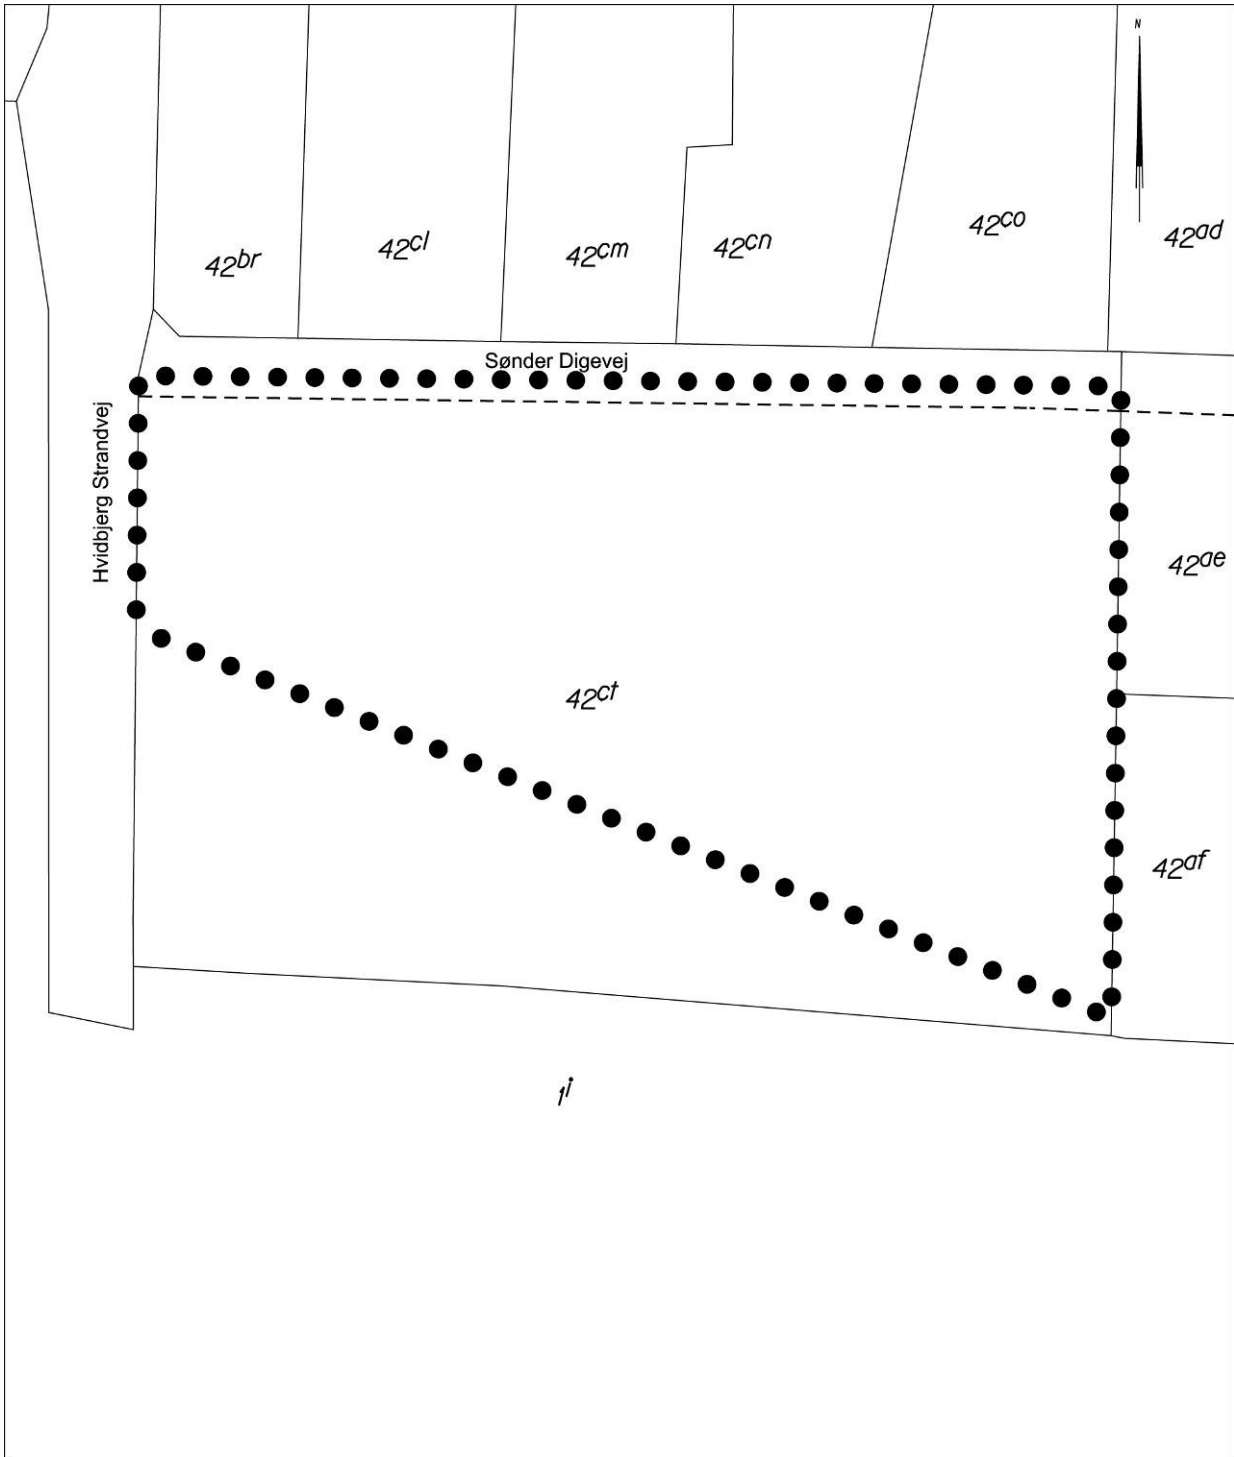 N
42br
42cl
42cm
42cn
42co
42ad
Sønder Digevej
Hvidbjerg Strandvej
42ae
42ct
42af
1i